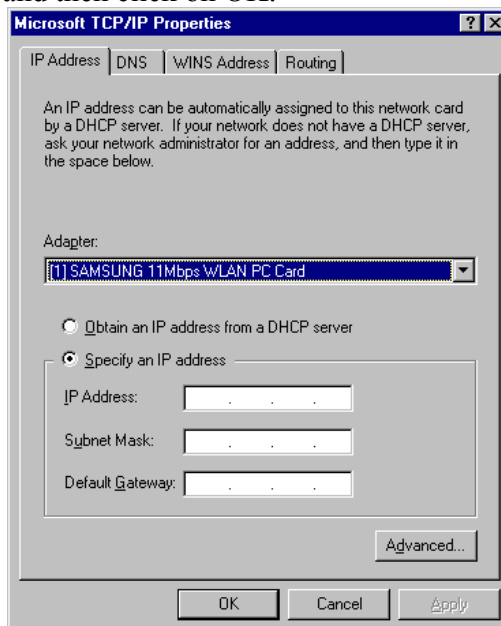 and then click on OK.
Microsoft TCP/IP Properties
IP Address DNS WINS Address Routing
An IP address can be automatically assigned to this network card
by a DHCP server. If your network does not have a DHCP server,
ask your network administrator for an address, and then type it in
the space below.
Adapter:
[1] SAMSUNG 11Mbps WLAN PC Card
Obtain an IP address from a DHCP server
Specify an IP address
IP Address: . . .
Subnet Mask: . . .
Default Gateway: . . .
Advanced...
OK Cancel Apply